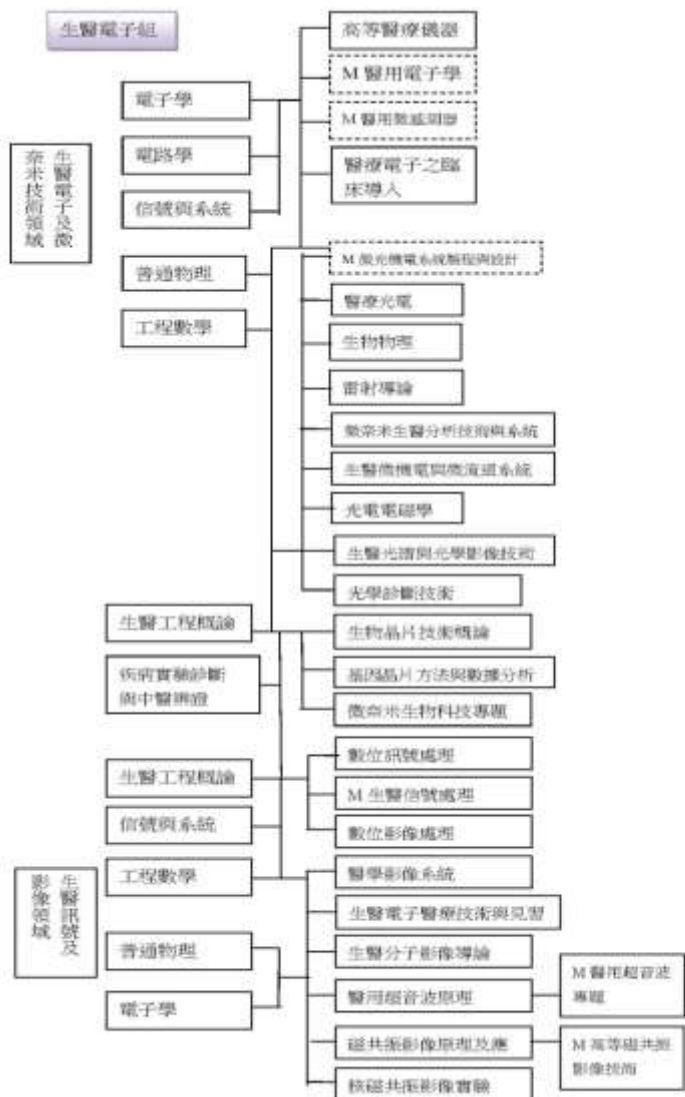 生醫電子組
生醫電子及微
奈米技術領域
電子學
電路學
信號與系統
普通物理
工程數學
高等醫療儀器
M 醫用電子學
M 醫用感測器
醫療電子之臨
床導入
M 微光機電系統製程與設計
醫療光電
生物物理
雷射導論
微奈米生醫分析技術與系統
生醫微機電與微流道系統
光電電磁學
生醫光譜與光學影像技術
光學診斷技術
生醫工程概論
疾病實驗診斷
與中醫辨證
生物晶片技術概論
基因晶片方法與數據分析
微奈米生物科技專題
生醫訊號及
影像領域
生醫工程概論
信號與系統
工程數學
普通物理
電子學
數位訊號處理
M 生醫信號處理
數位影像處理
醫學影像系統
生醫電子醫療技術與見習
生醫分子影像導論
醫用超音波原理
M 醫用超音波
專題
磁共振影像原理及應
M 高等磁共振
影像技術
核磁共振影像實驗